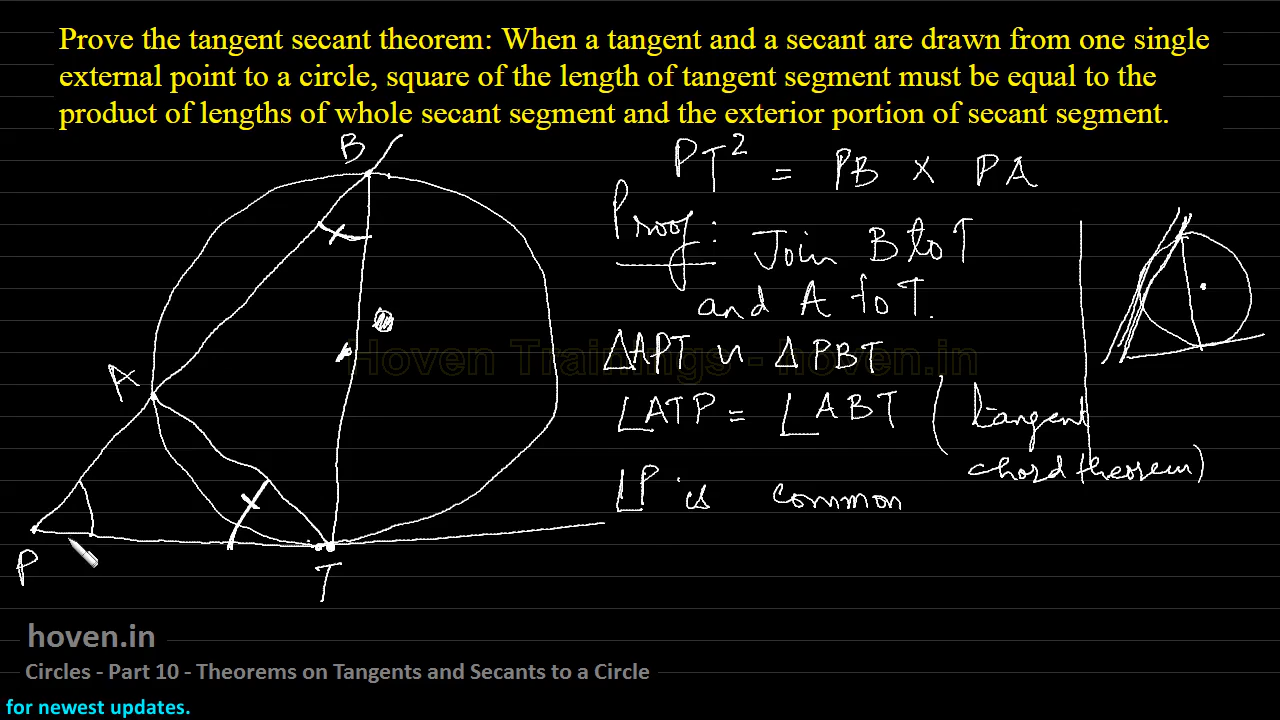 Prove the tangent secant theorem: When a tangent and a secant are drawn from one single
external point to a circle, square of the length of tangent segment must be equal to the
product of lengths of whole secant segment and the exterior portion of secant segment.
B
PT² = PB × PA
Proof: Join B to T
and A to T.
Hoven Trainings - hoven.in
ΔAPT ~ ΔPBT
A
∠ATP = ∠ABT (tangent
chord theorem)
∠P is common
P
T
hoven.in
Circles - Part 10 - Theorems on Tangents and Secants to a Circle
for newest updates.